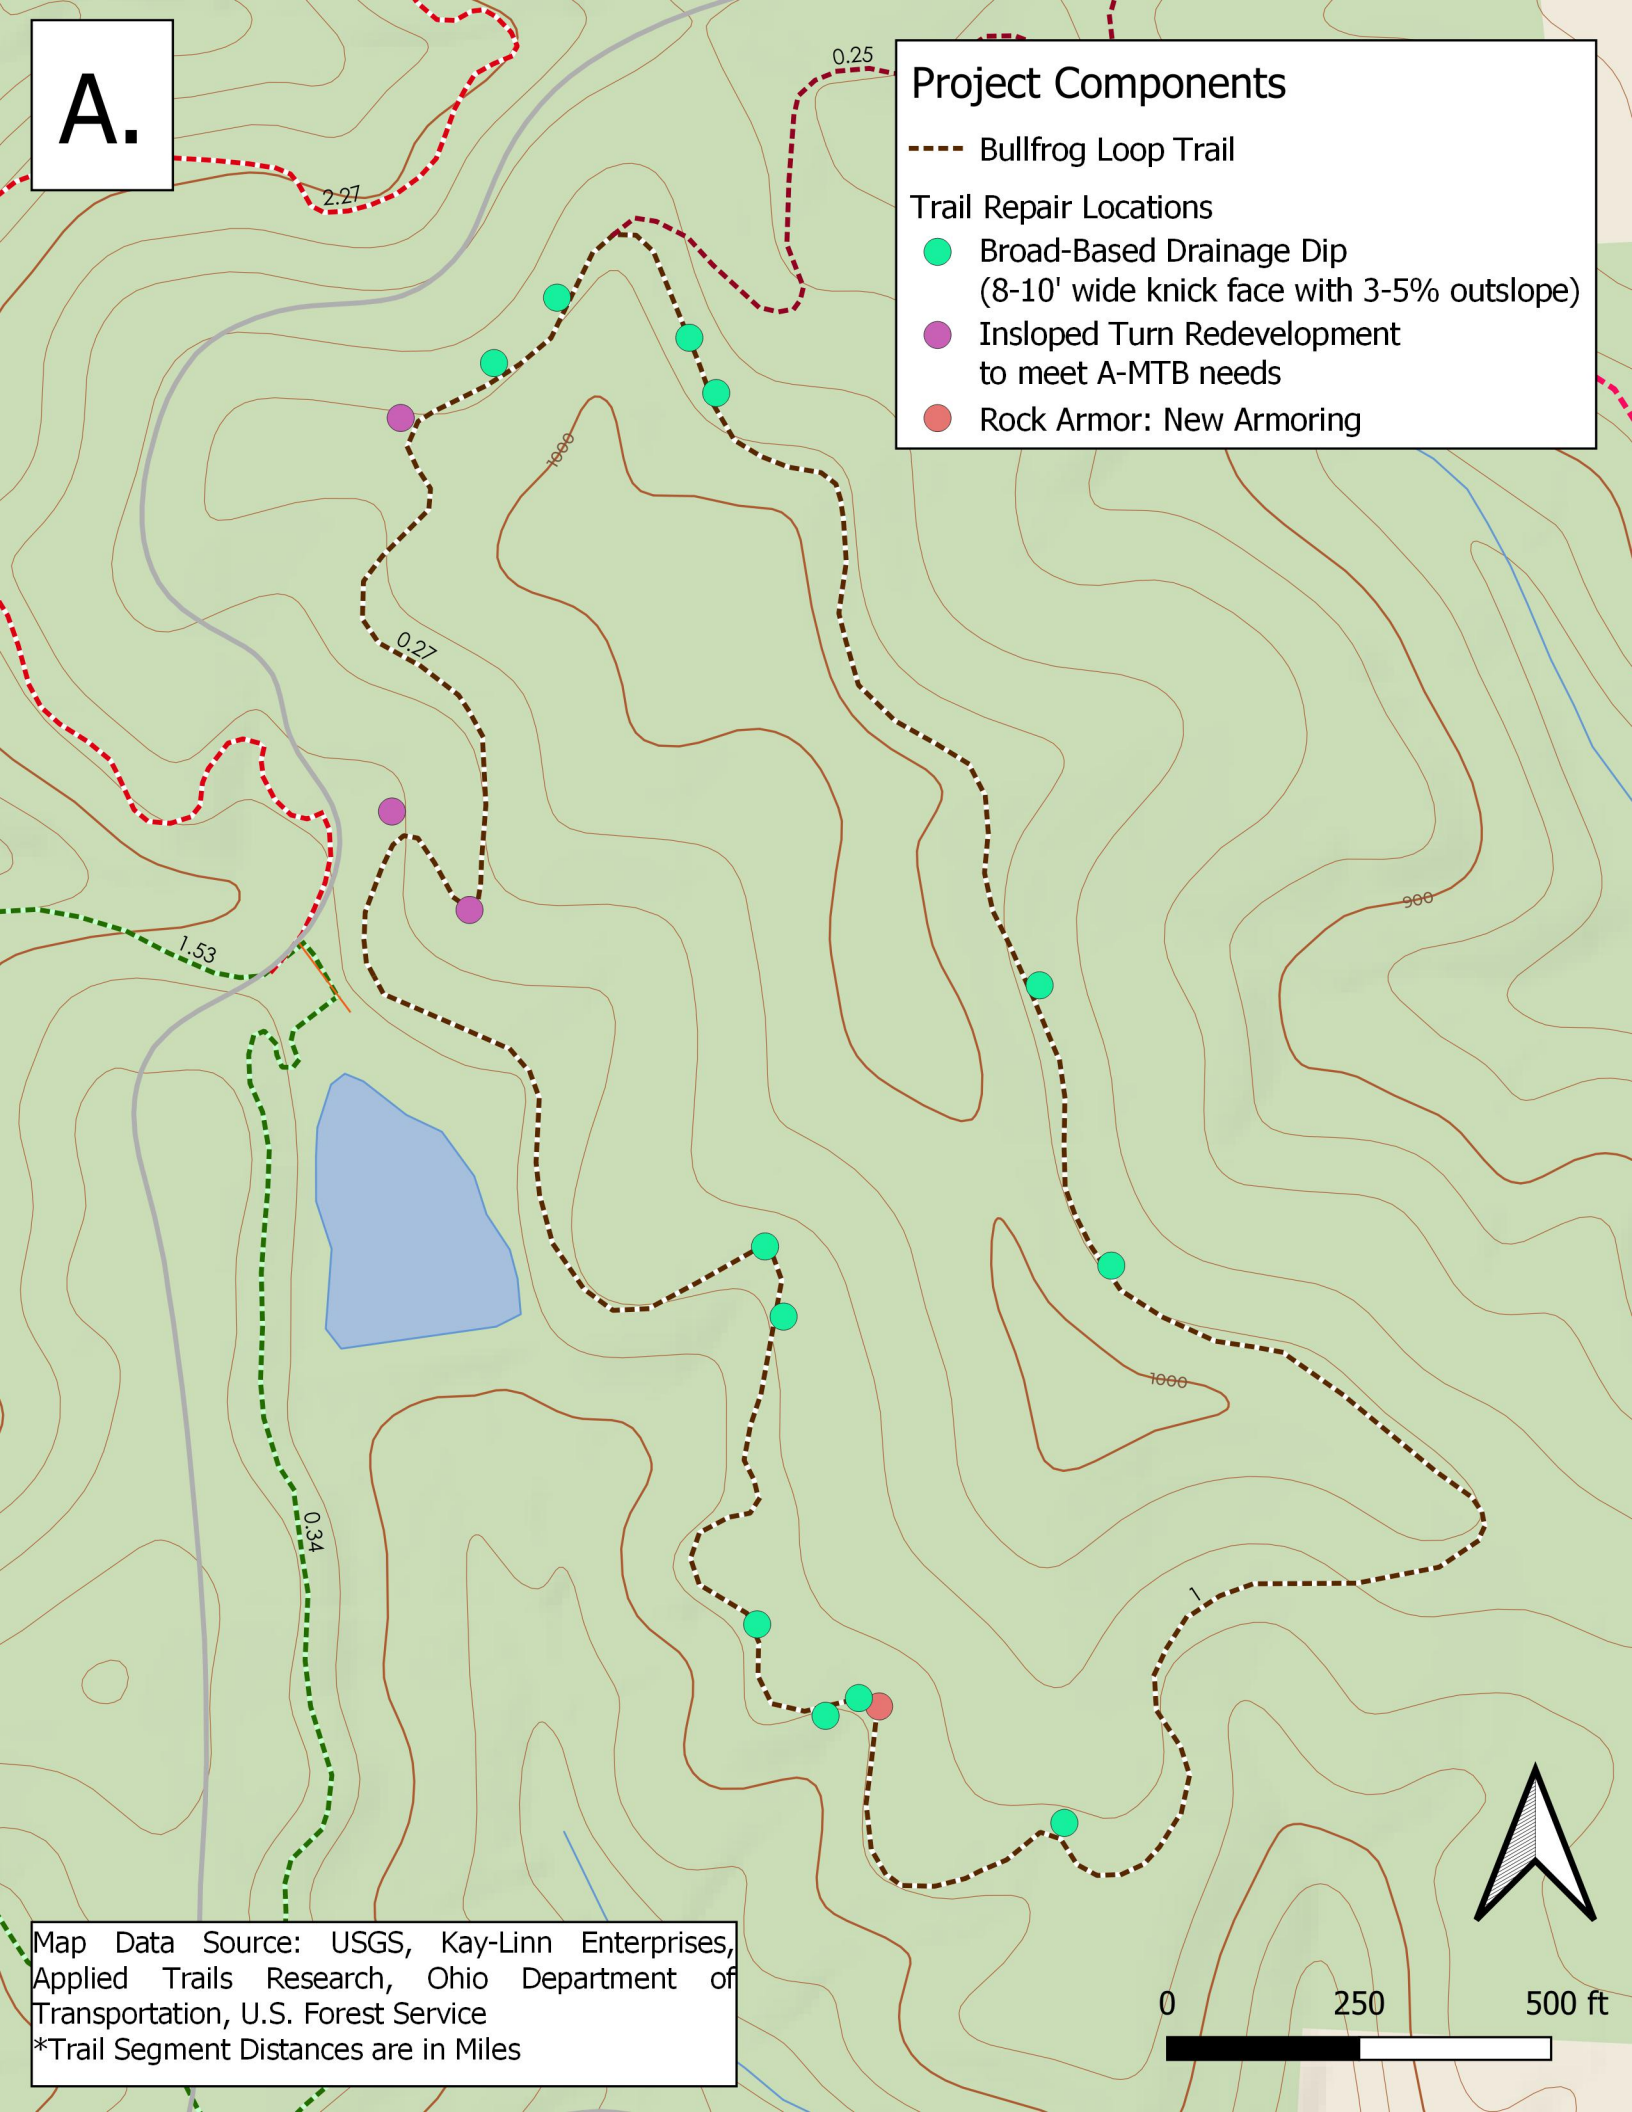 A.
0.25
Project Components
Bullfrog Loop Trail
Trail Repair Locations
Broad-Based Drainage Dip
(8-10' wide knick face with 3-5% outslope)
Insloped Turn Redevelopment
to meet A-MTB needs
Rock Armor: New Armoring
2.27
1000
0.27
900
1.53
1000
0.34
1
Map Data Source: USGS, Kay-Linn Enterprises,
Applied Trails Research, Ohio Department of
Transportation, U.S. Forest Service
*Trail Segment Distances are in Miles
0 250 500 ft